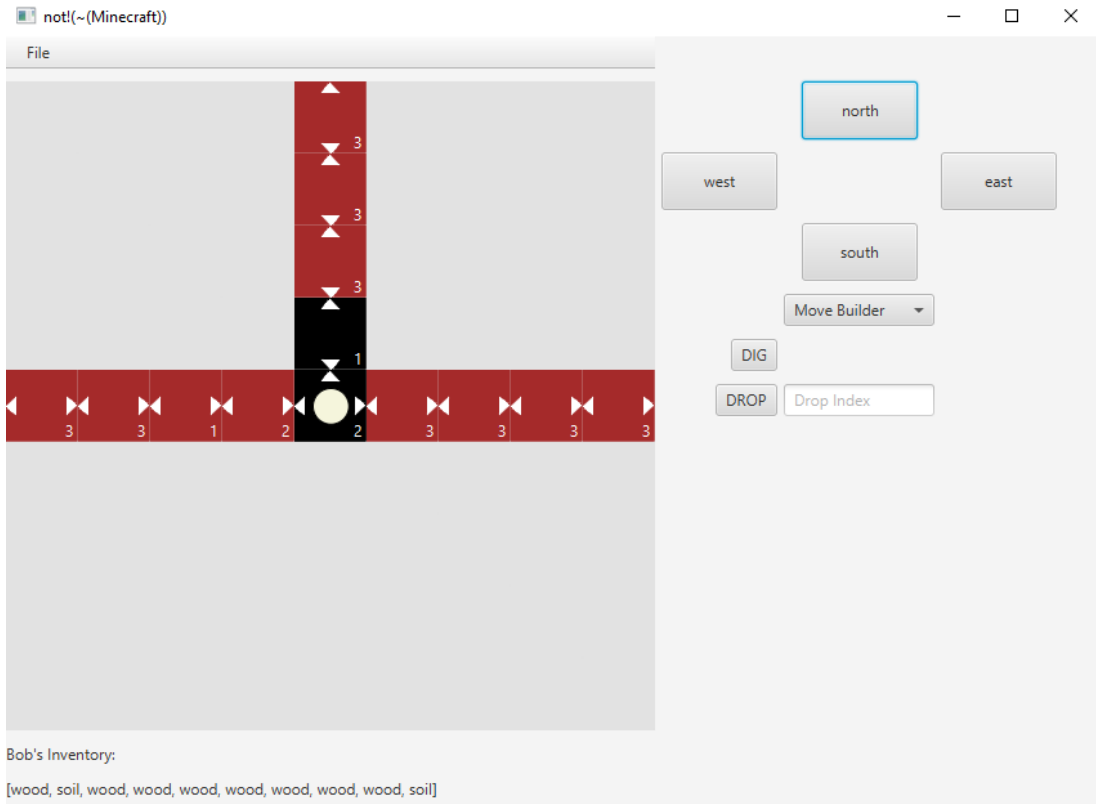 not!(~(Minecraft))
File
north
3
west
east
3
south
3
Move Builder
1
DIG
DROP
Drop Index
3 3 1 2 2 3 3 3 3
Bob's Inventory:
[wood, soil, wood, wood, wood, wood, wood, wood, wood, soil]